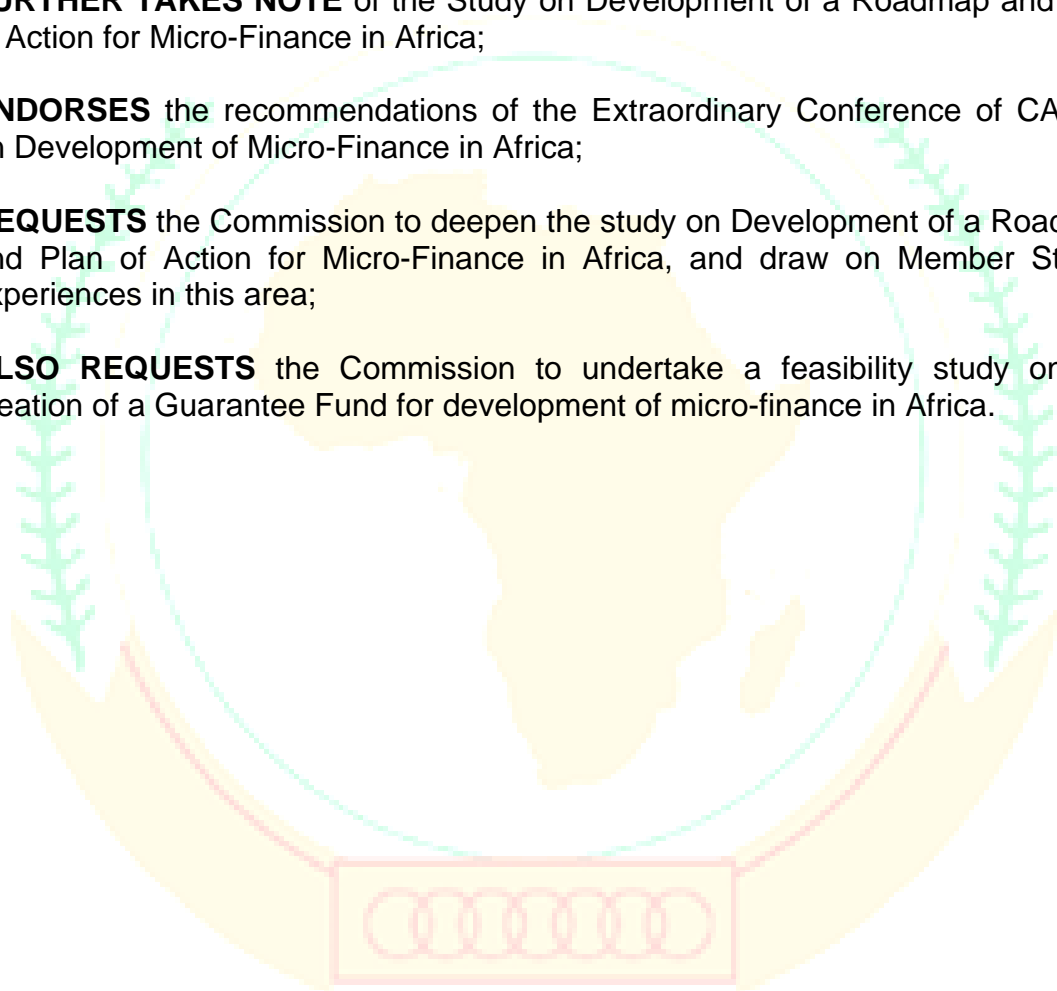 URTHER TAKES NOTE of the Study on Development of a Roadmap and
Action for Micro-Finance in Africa;
NDORSES the recommendations of the Extraordinary Conference of CA
n Development of Micro-Finance in Africa;
EQUESTS the Commission to deepen the study on Development of a Road
nd Plan of Action for Micro-Finance in Africa, and draw on Member St
xperiences in this area;
LSO REQUESTS the Commission to undertake a feasibility study on
reation of a Guarantee Fund for development of micro-finance in Africa.